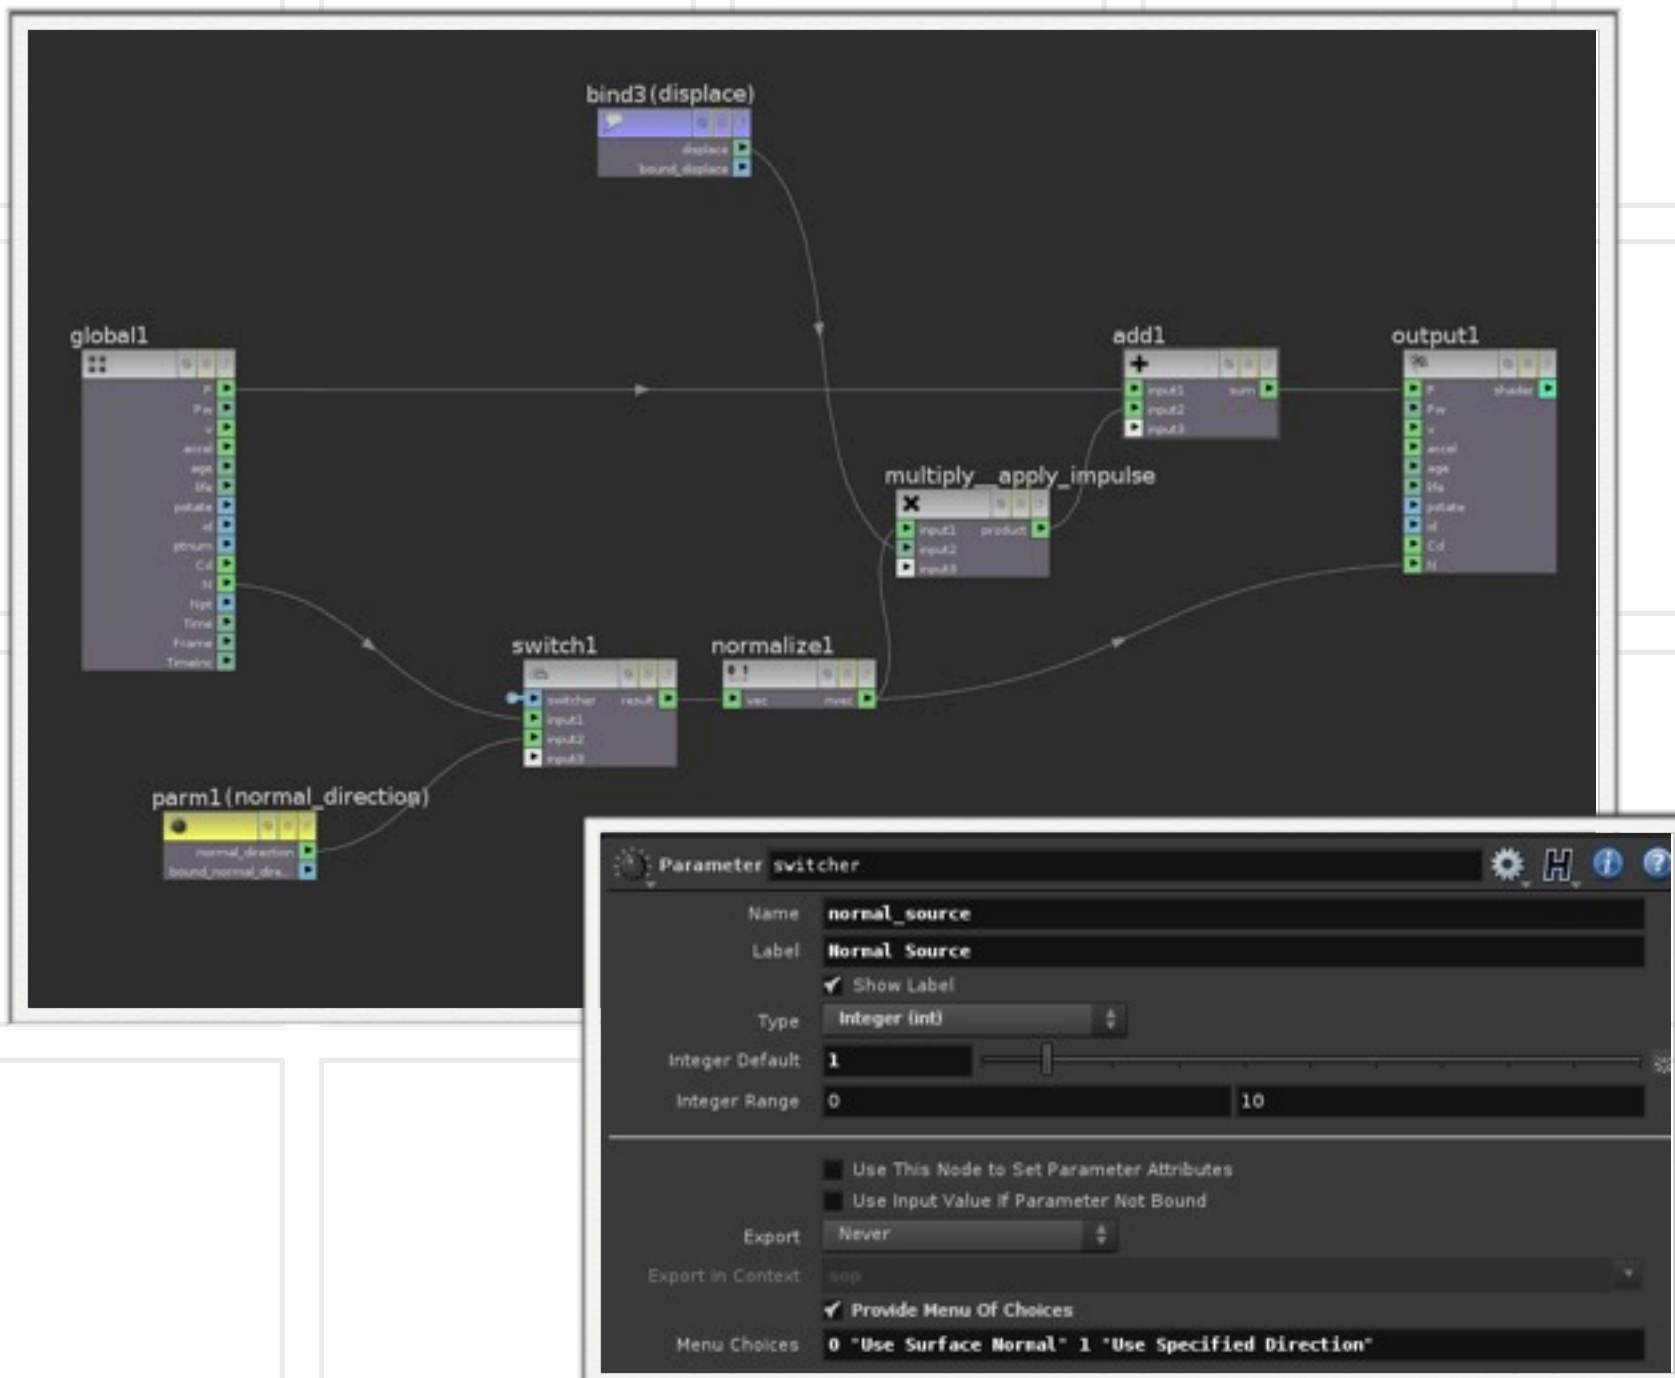 bind3(displace)
displace
bound_displace
global1
P
Pw
v
accel
age
life
pstate
id
ptnum
Cd
N
Npt
Time
Frame
TimeInc
add1
input1 sum
input2
input3
output1
P shader
Pw
v
accel
age
life
pstate
id
Cd
N
multiply__apply_impulse
input1 product
input2
input3
switch1
switcher result
input1
input2
input3
normalize1
vec nvec
parm1(normal_direction)
normal_direction
bound_normal_dire...
Parameter switcher
Name normal_source
Label Normal Source
Show Label
Type Integer (int)
Integer Default 1
Integer Range 0 10
Use This Node to Set Parameter Attributes
Use Input Value If Parameter Not Bound
Export Never
Export in Context sop
Provide Menu Of Choices
Menu Choices 0 "Use Surface Normal" 1 "Use Specified Direction"